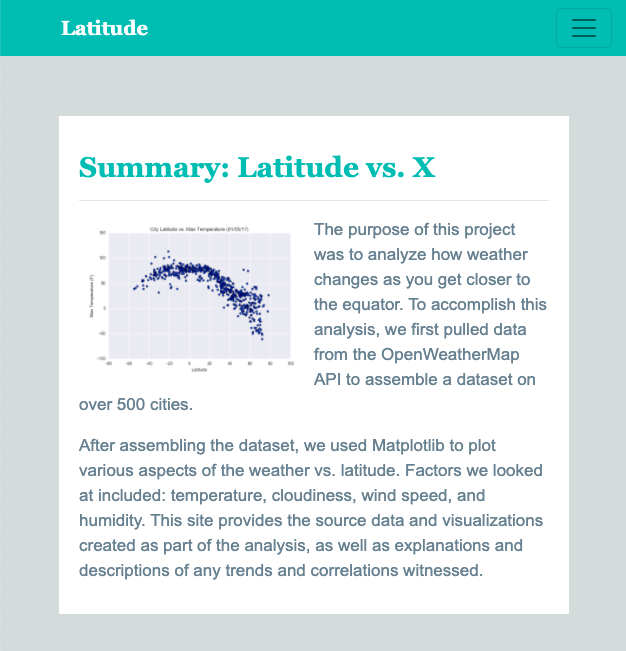 Latitude
Summary: Latitude vs. X
City Latitude vs. Max Temperature (01/05/17)
Max Temperature (F)
150
100
50
0
-50
-100
-80 -60 -40 -20 0 20 40 60 80 100
Latitude
The purpose of this project
was to analyze how weather
changes as you get closer to
the equator. To accomplish this
analysis, we first pulled data
from the OpenWeatherMap
API to assemble a dataset on
over 500 cities.
After assembling the dataset, we used Matplotlib to plot
various aspects of the weather vs. latitude. Factors we looked
at included: temperature, cloudiness, wind speed, and
humidity. This site provides the source data and visualizations
created as part of the analysis, as well as explanations and
descriptions of any trends and correlations witnessed.